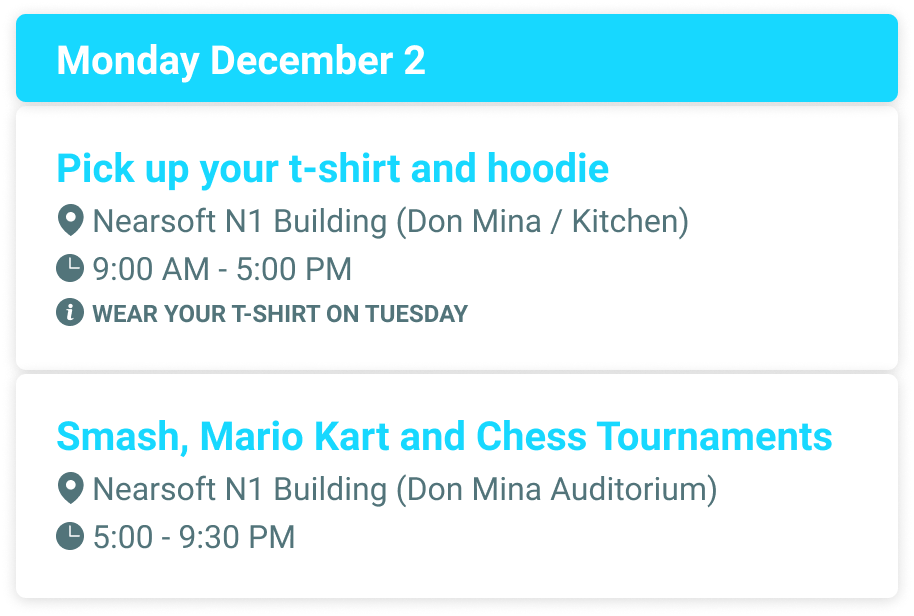 Monday December 2
Pick up your t-shirt and hoodie
Nearsoft N1 Building (Don Mina / Kitchen)
9:00 AM - 5:00 PM
WEAR YOUR T-SHIRT ON TUESDAY
Smash, Mario Kart and Chess Tournaments
Nearsoft N1 Building (Don Mina Auditorium)
5:00 - 9:30 PM